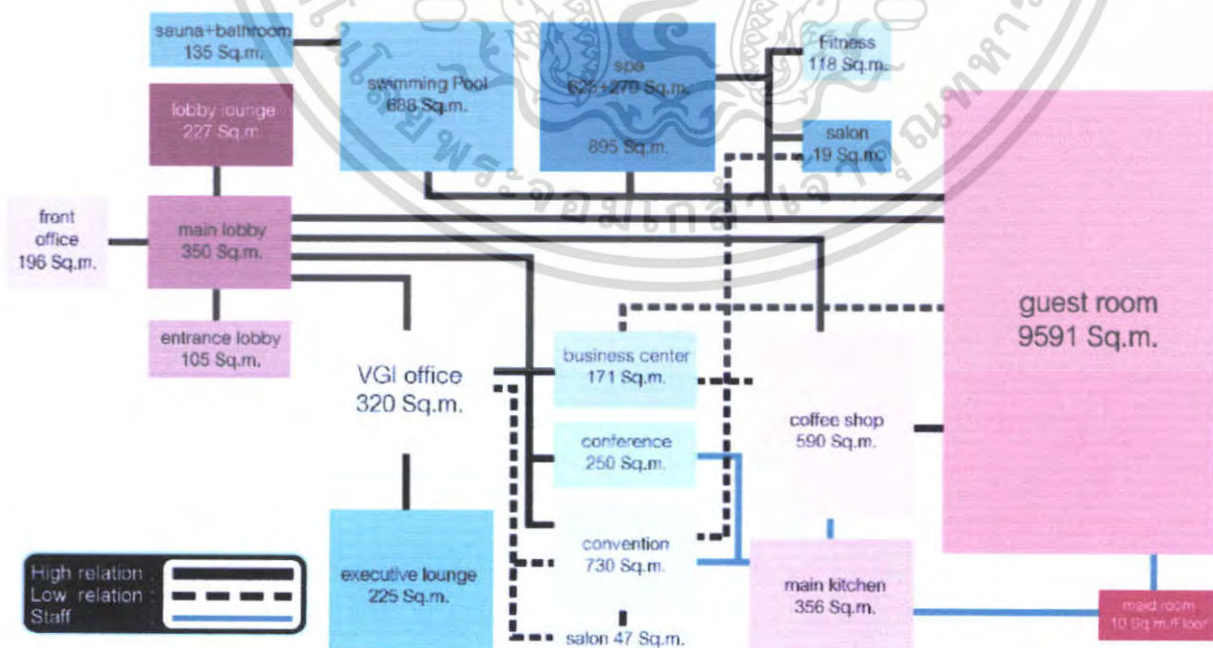 sauna+bathroom
135 Sq.m.
swimming Pool
688 Sq.m.
spa
625+270 Sq.m.
895 Sq.m.
Fitness
118 Sq.m.
lobby lounge
227 Sq.m
salon
19 Sq.m.
front
office
196 Sq.m.
main lobby
350 Sq.m.
entrance lobby
105 Sq.m.
guest room
9591 Sq.m.
VGI office
320 Sq.m.
business center
171 Sq.m.
coffee shop
590 Sq.m.
conference
250 Sq.m.
convention
730 Sq.m.
executive lounge
225 Sq.m.
main kitchen
356 Sq.m.
salon 47 Sq.m.
maid room
10 Sq.m/Floor
High relation :
Low relation :
Staff